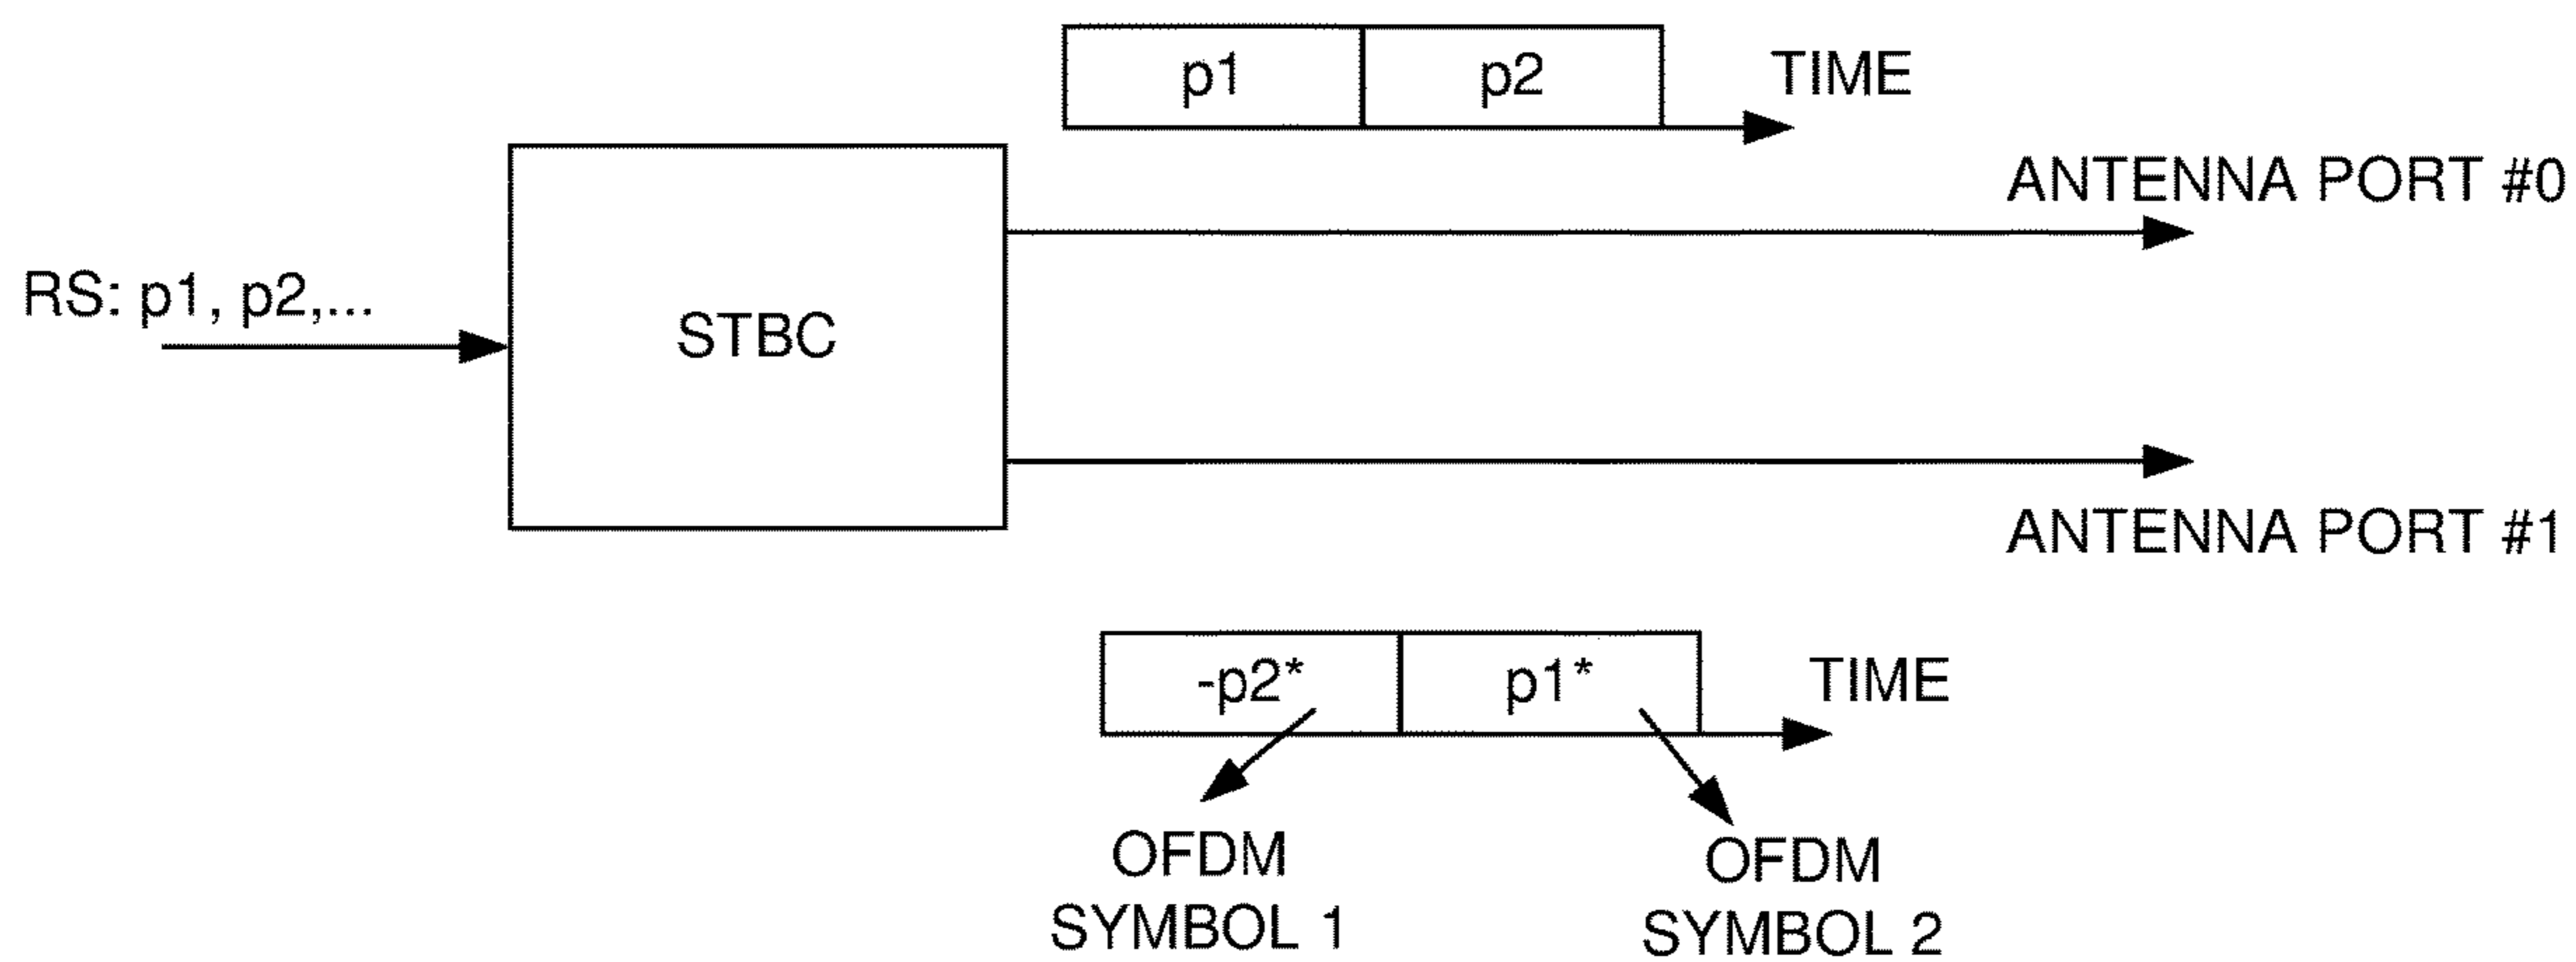 p1 p2 TIME
ANTENNA PORT #0
RS: p1, p2,...
STBC
ANTENNA PORT #1
-p2* p1* TIME
OFDM
SYMBOL 1
OFDM
SYMBOL 2